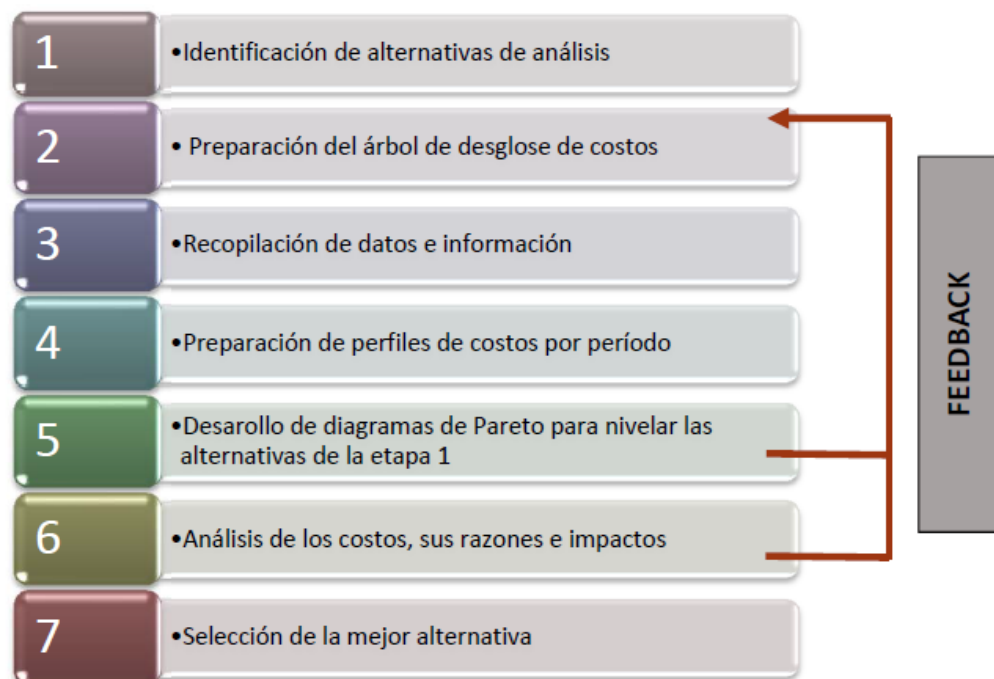 1
•Identificación de alternativas de análisis
2
• Preparación del árbol de desglose de costos
3
•Recopilación de datos e información
4
•Preparación de perfiles de costos por período
5
•Desarollo de diagramas de Pareto para nivelar las
alternativas de la etapa 1
6
•Análisis de los costos, sus razones e impactos
7
•Selección de la mejor alternativa
FEEDBACK